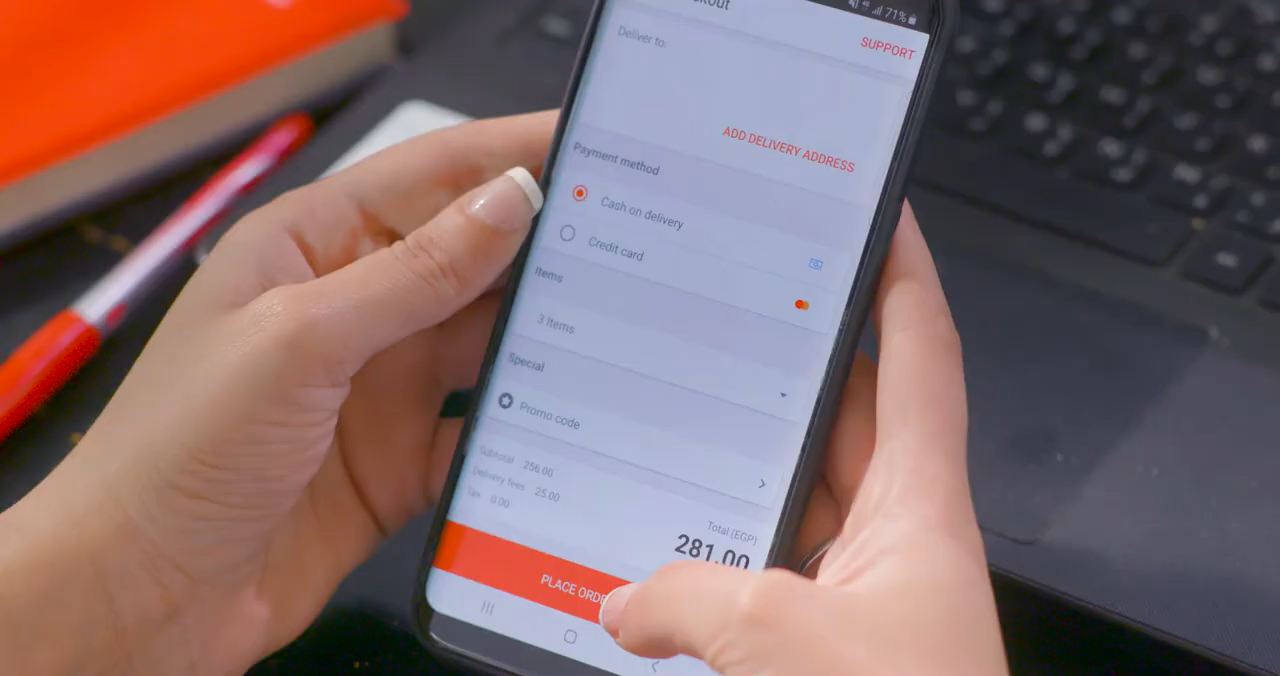 71%
SUPPORT
Deliver to:
ADD DELIVERY ADDRESS
Payment method
Cash on delivery
Credit card
Items
3 Items
Special
Promo code
Subtotal 256.00
Delivery fees 25.00
Tax 0.00
Total (EGP)
281.00
PLACE